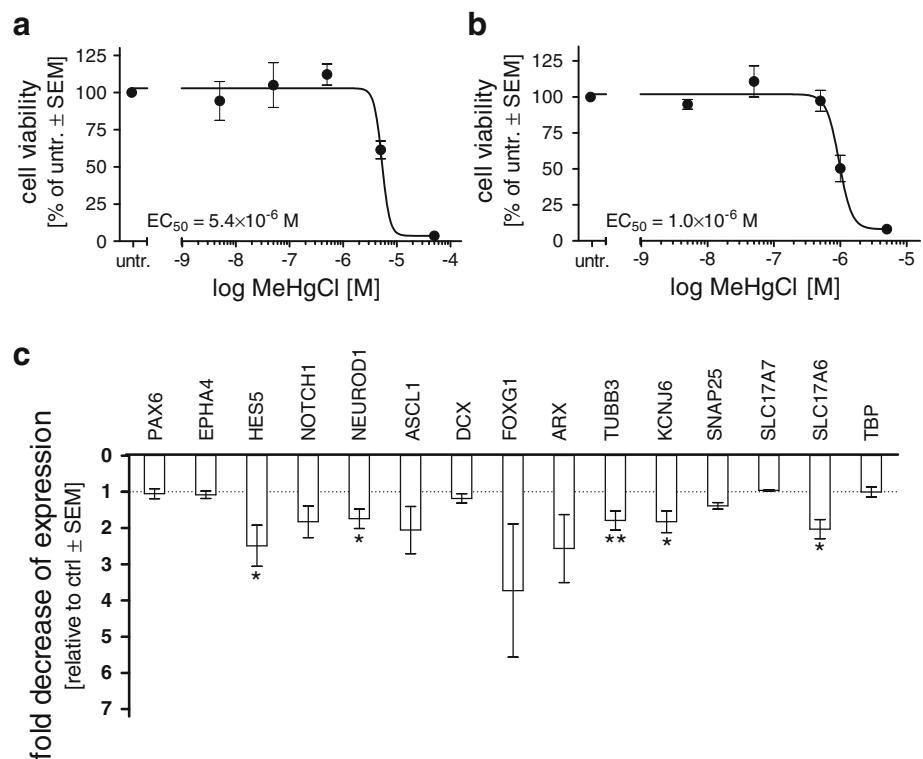 a
cell viability
[% of untr. ± SEM]
125
100
75
50
25
0
EC50 = 5.4×10-6 M
untr.
-9
-8
-7
-6
-5
-4
log MeHgCl [M]
b
cell viability
[% of untr. ± SEM]
125
100
75
50
25
0
EC50 = 1.0×10-6 M
untr.
-9
-8
-7
-6
-5
log MeHgCl [M]
c
PAX6
EPHA4
HES5
NOTCH1
NEUROD1
ASCL1
DCX
FOXG1
ARX
TUBB3
KCNJ6
SNAP25
SLC17A7
SLC17A6
TBP
fold decrease of expression
[relative to ctrl ± SEM]
0
1
2
3
4
5
6
7
*
*
**
*
*